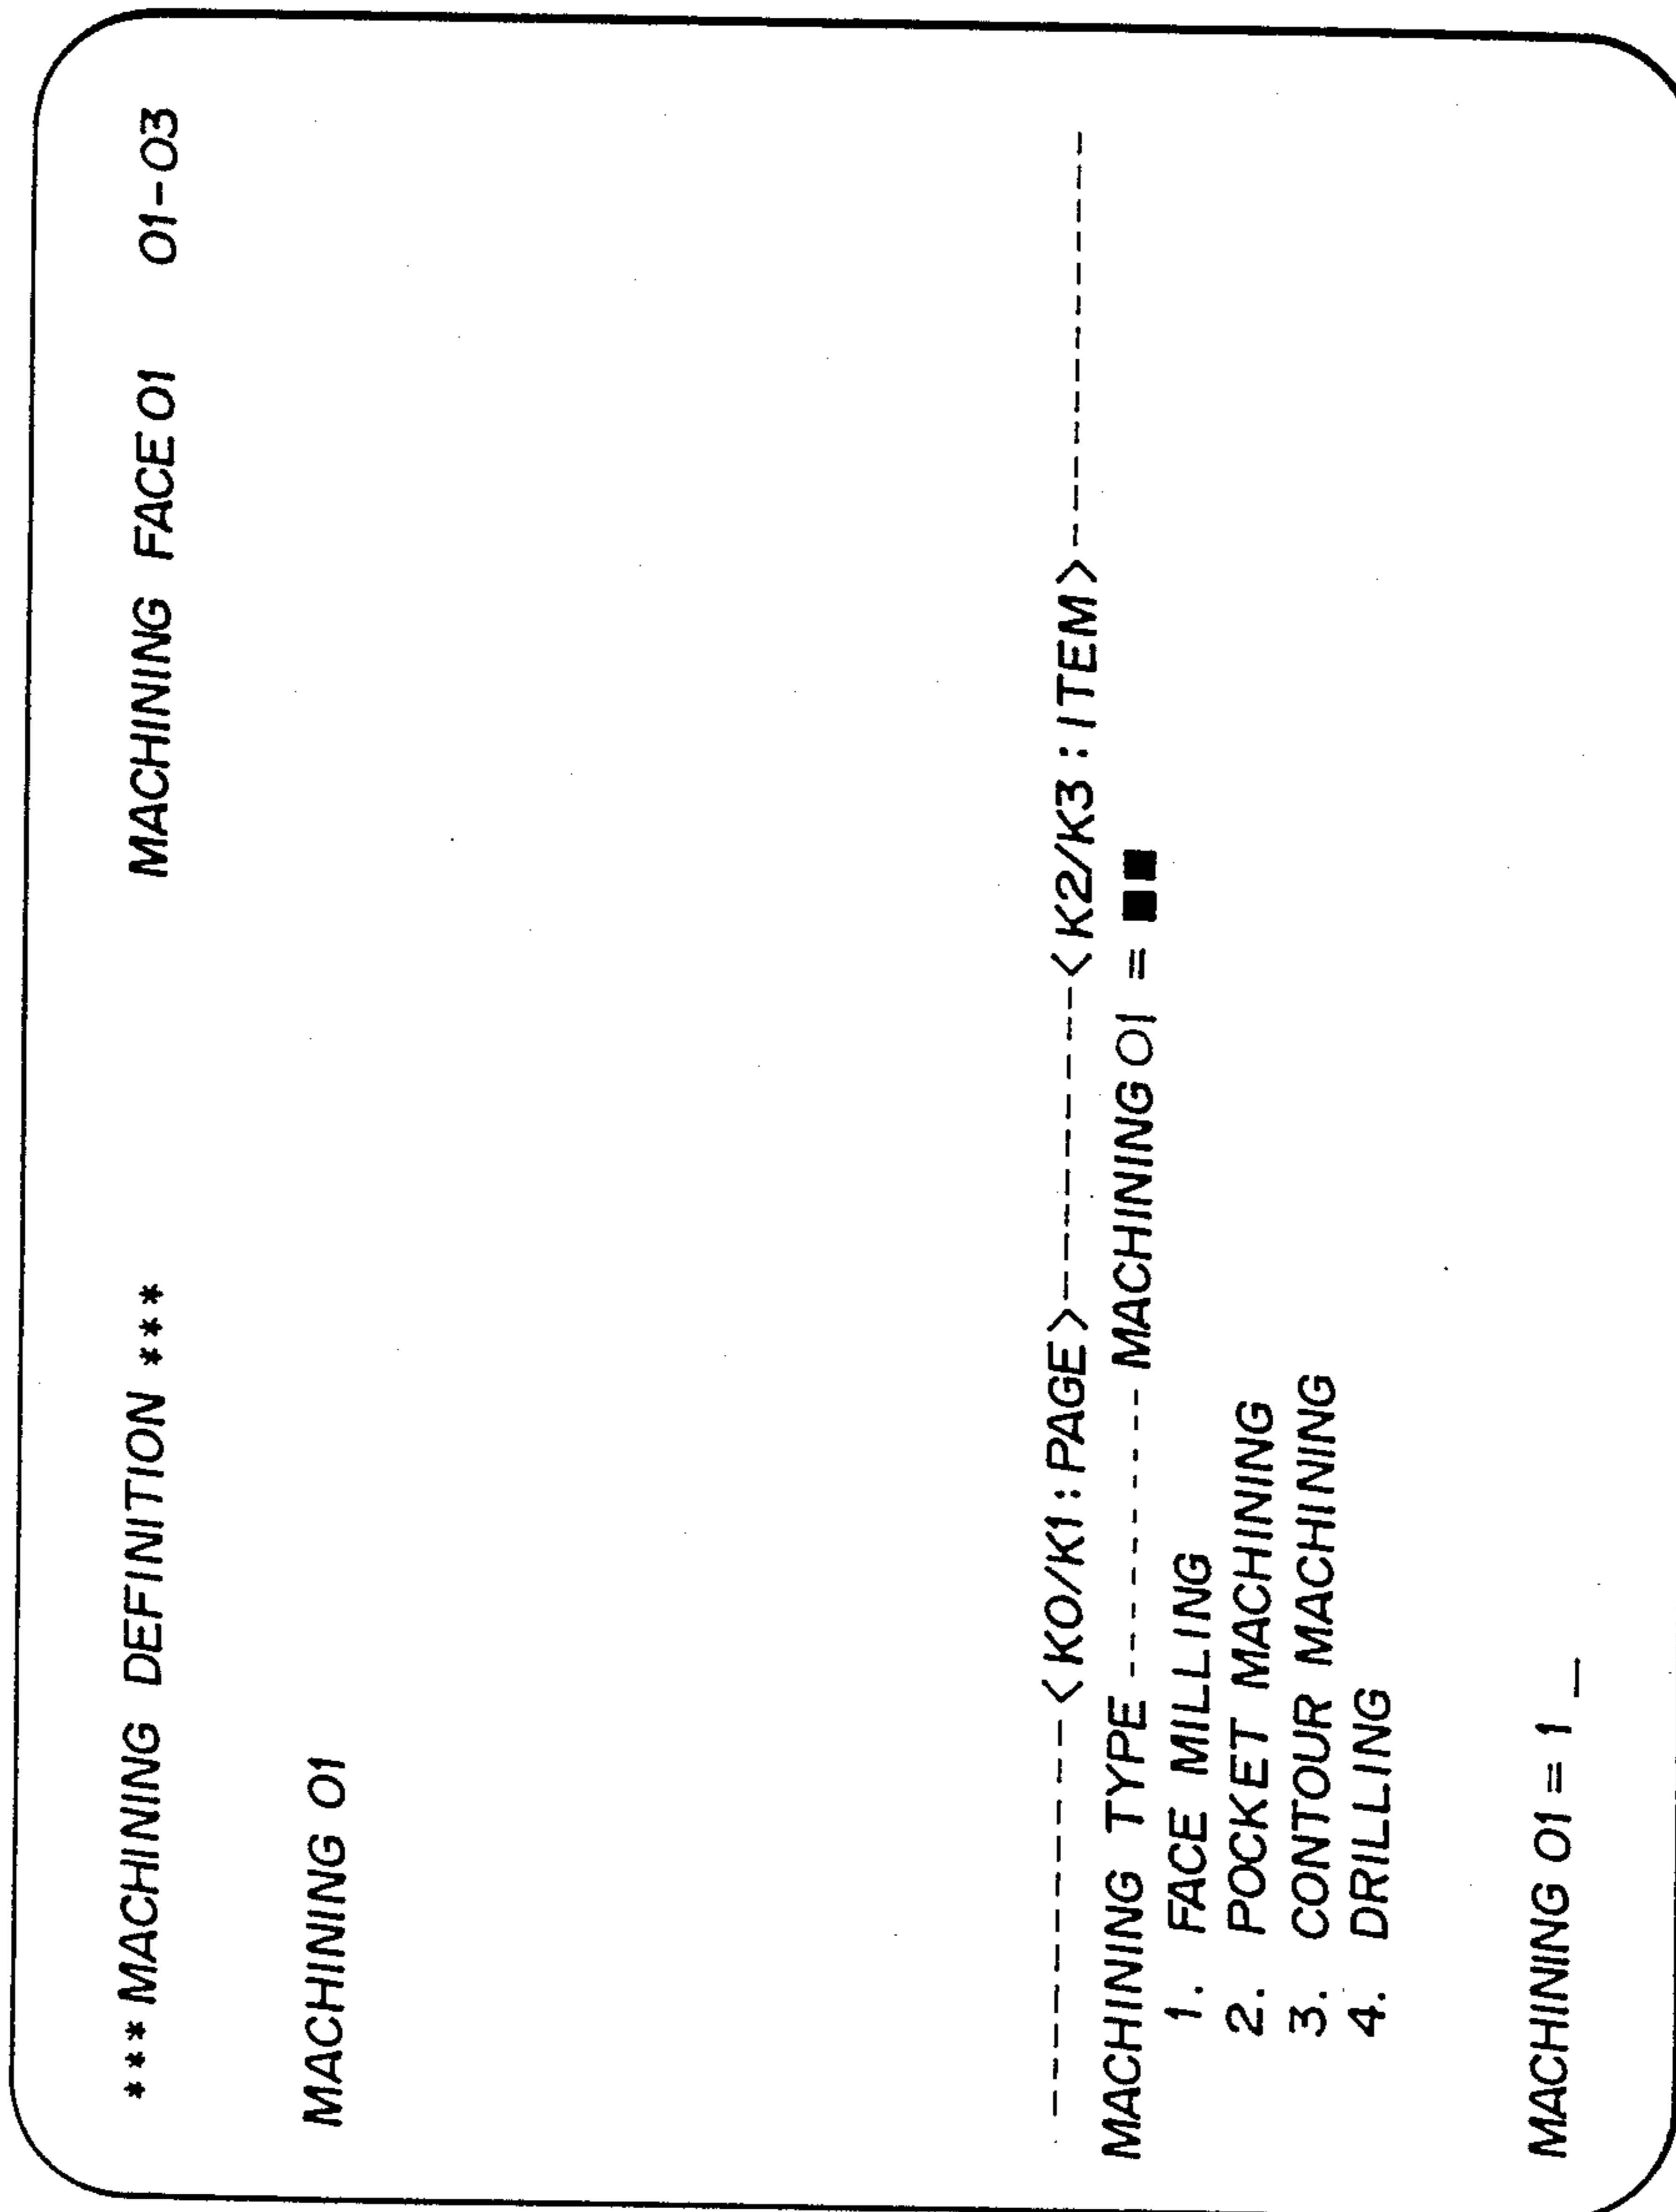 *** MACHINING DEFINITION *** MACHINING FACE 01 01-03
MACHINING 01
------------<K0/K1:PAGE>----------<K2/K3:ITEM>--------------------
MACHINING TYPE ----------- MACHINING 01 = ■■
1. FACE MILLING
2. POCKET MACHINING
3. CONTOUR MACHINING
4. DRILLING
MACHINING 01 = 1 _